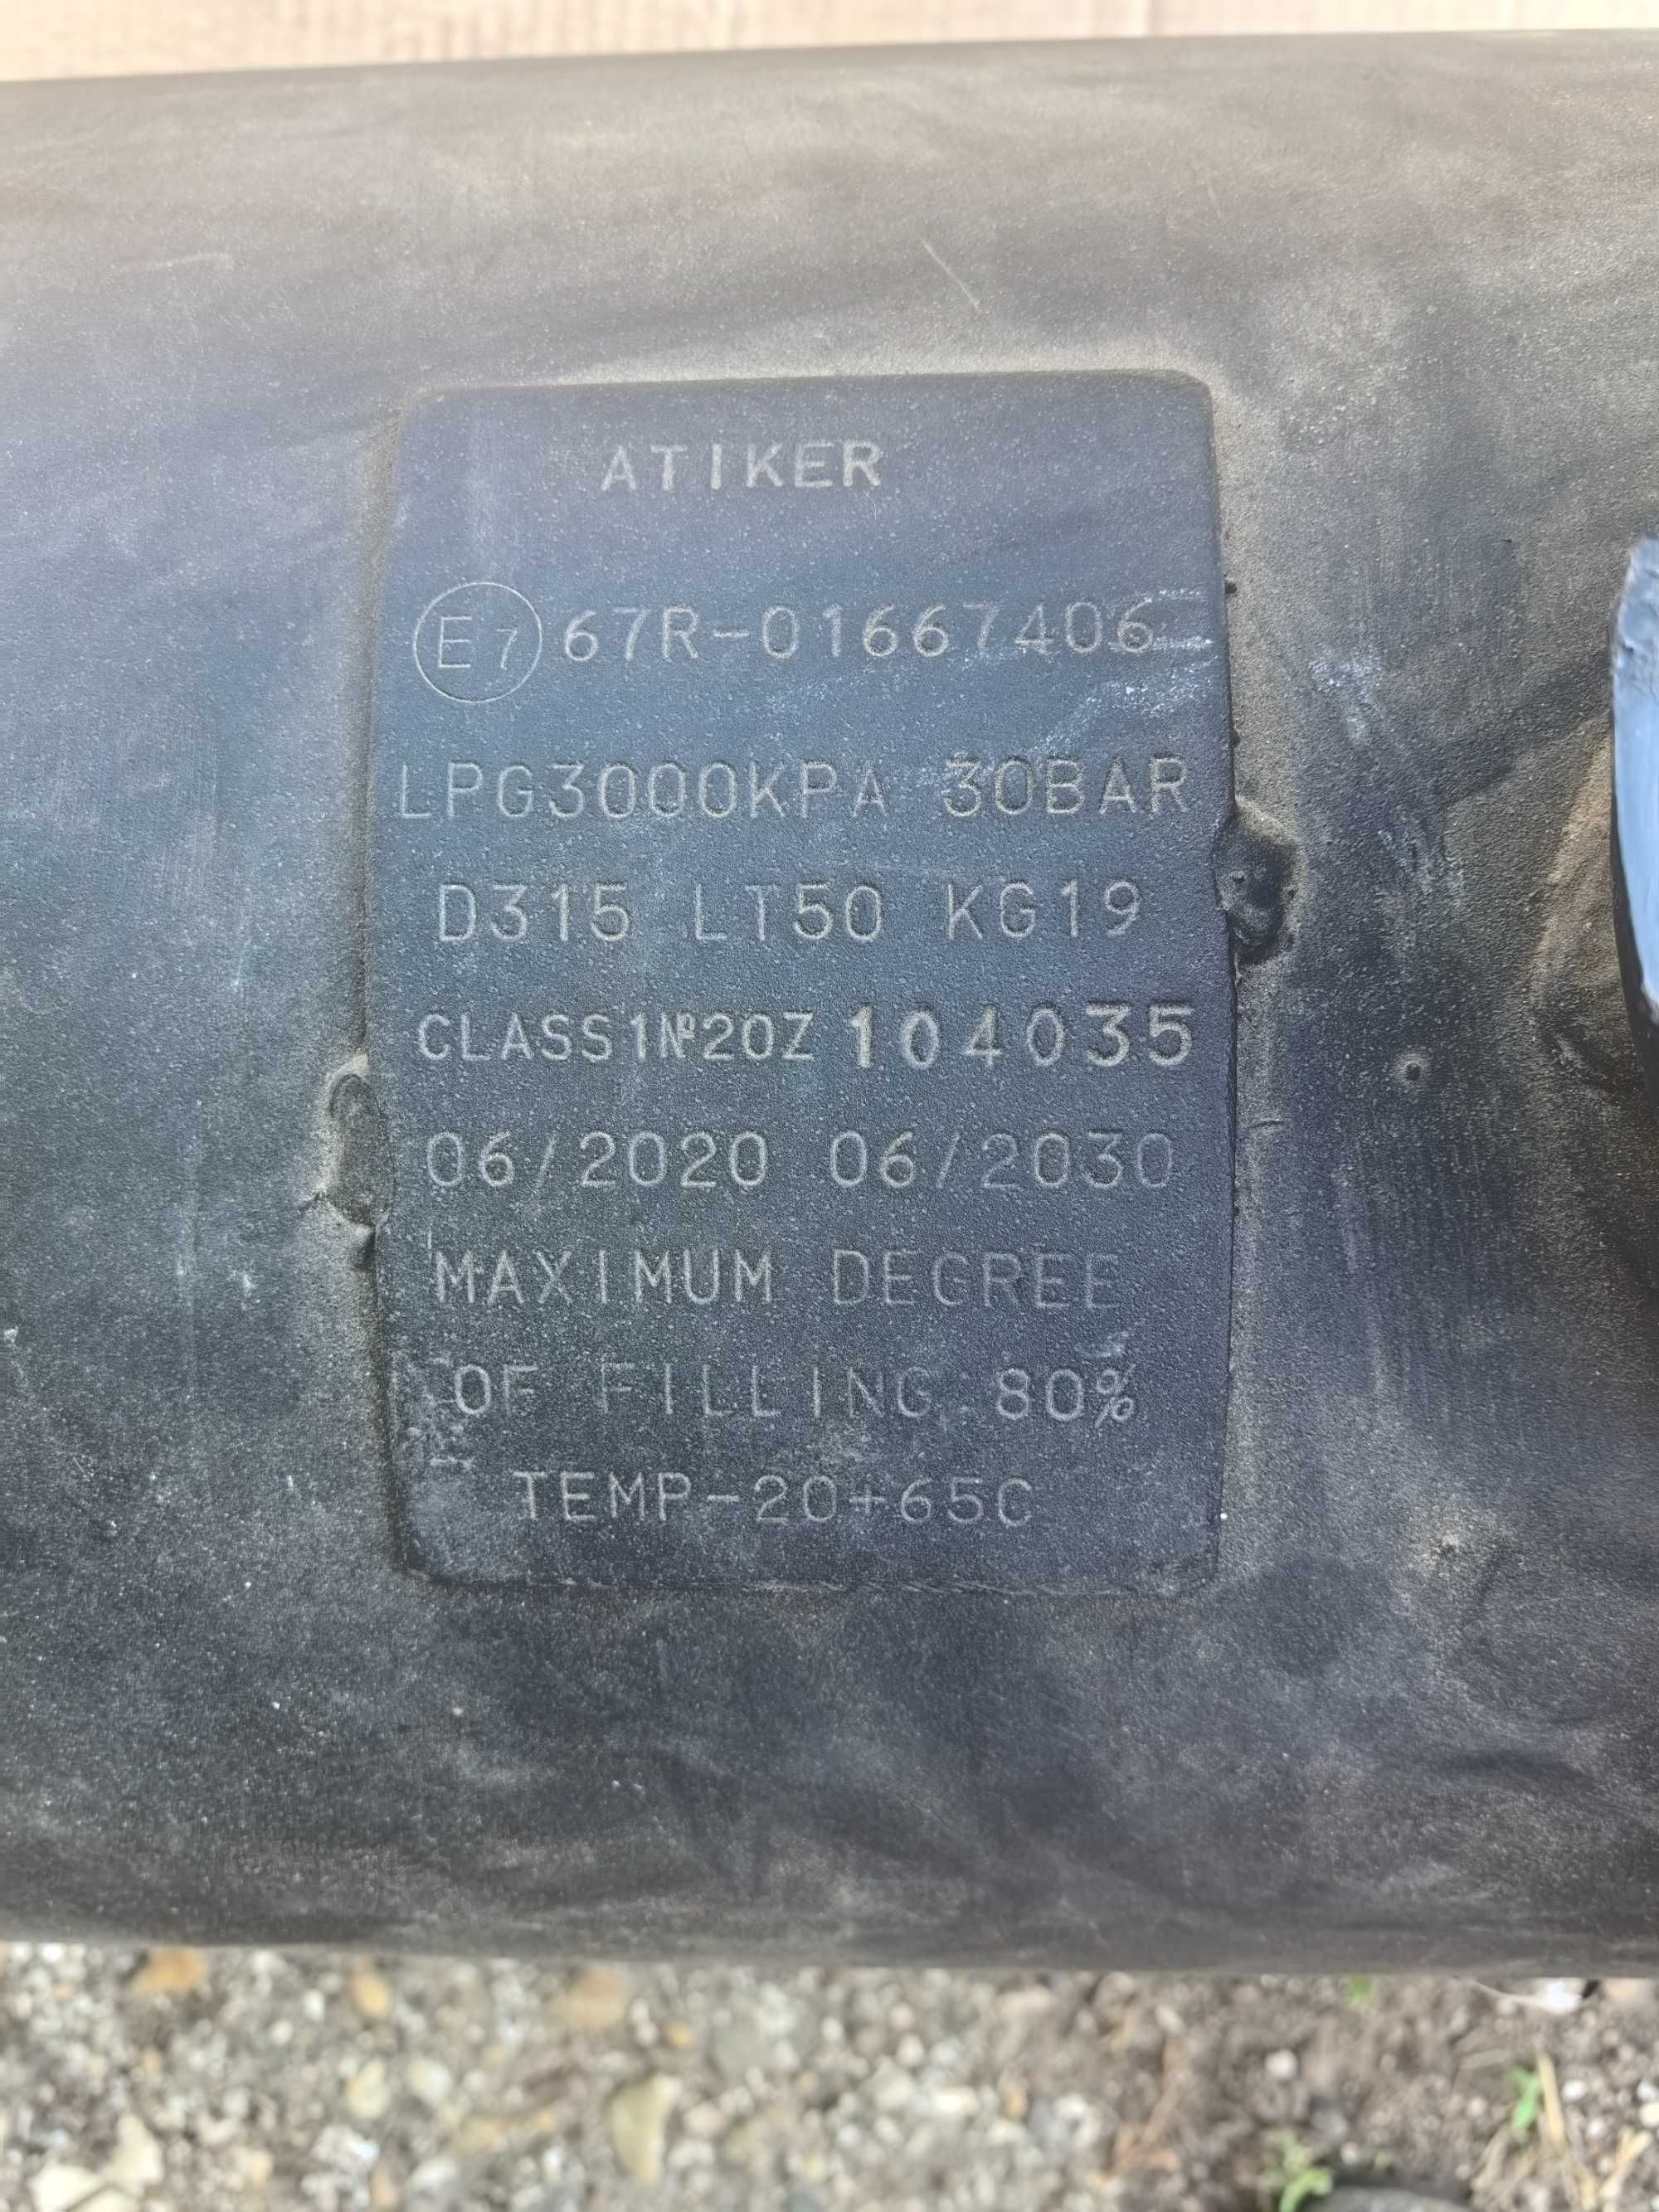 ATIKER
E7 67R-01667406
LPG3000KPA 30BAR
D315 LT50 KG19
CLASS1№20Z 104035
06/2020 06/2030
MAXIMUM DEGREE
OF FILLING 80%
TEMP-20+65C